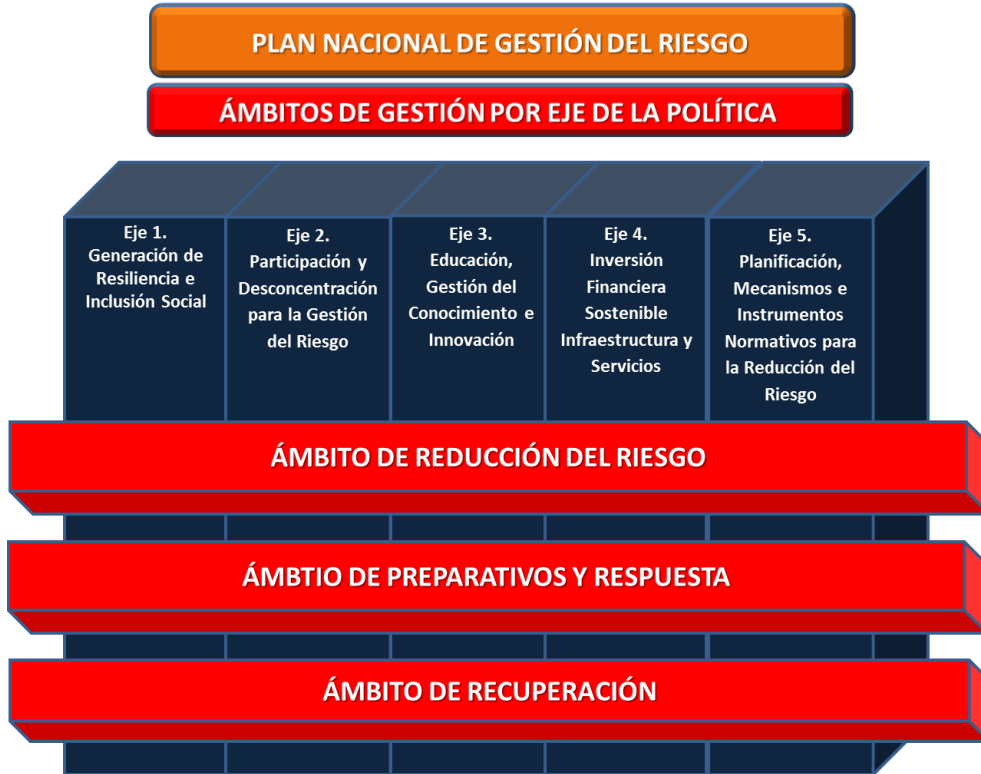 PLAN NACIONAL DE GESTIÓN DEL RIESGO
ÁMBITOS DE GESTIÓN POR EJE DE LA POLÍTICA
Eje 1.
Generación de
Resiliencia e
Inclusión Social
Eje 2.
Participación y
Desconcentración
para la Gestión
del Riesgo
Eje 3.
Educación,
Gestión del
Conocimiento e
Innovación
Eje 4.
Inversión
Financiera
Sostenible
Infraestructura y
Servicios
Eje 5.
Planificación,
Mecanismos e
Instrumentos
Normativos para
la Reducción del
Riesgo
ÁMBITO DE REDUCCIÓN DEL RIESGO
ÁMBTIO DE PREPARATIVOS Y RESPUESTA
ÁMBITO DE RECUPERACIÓN